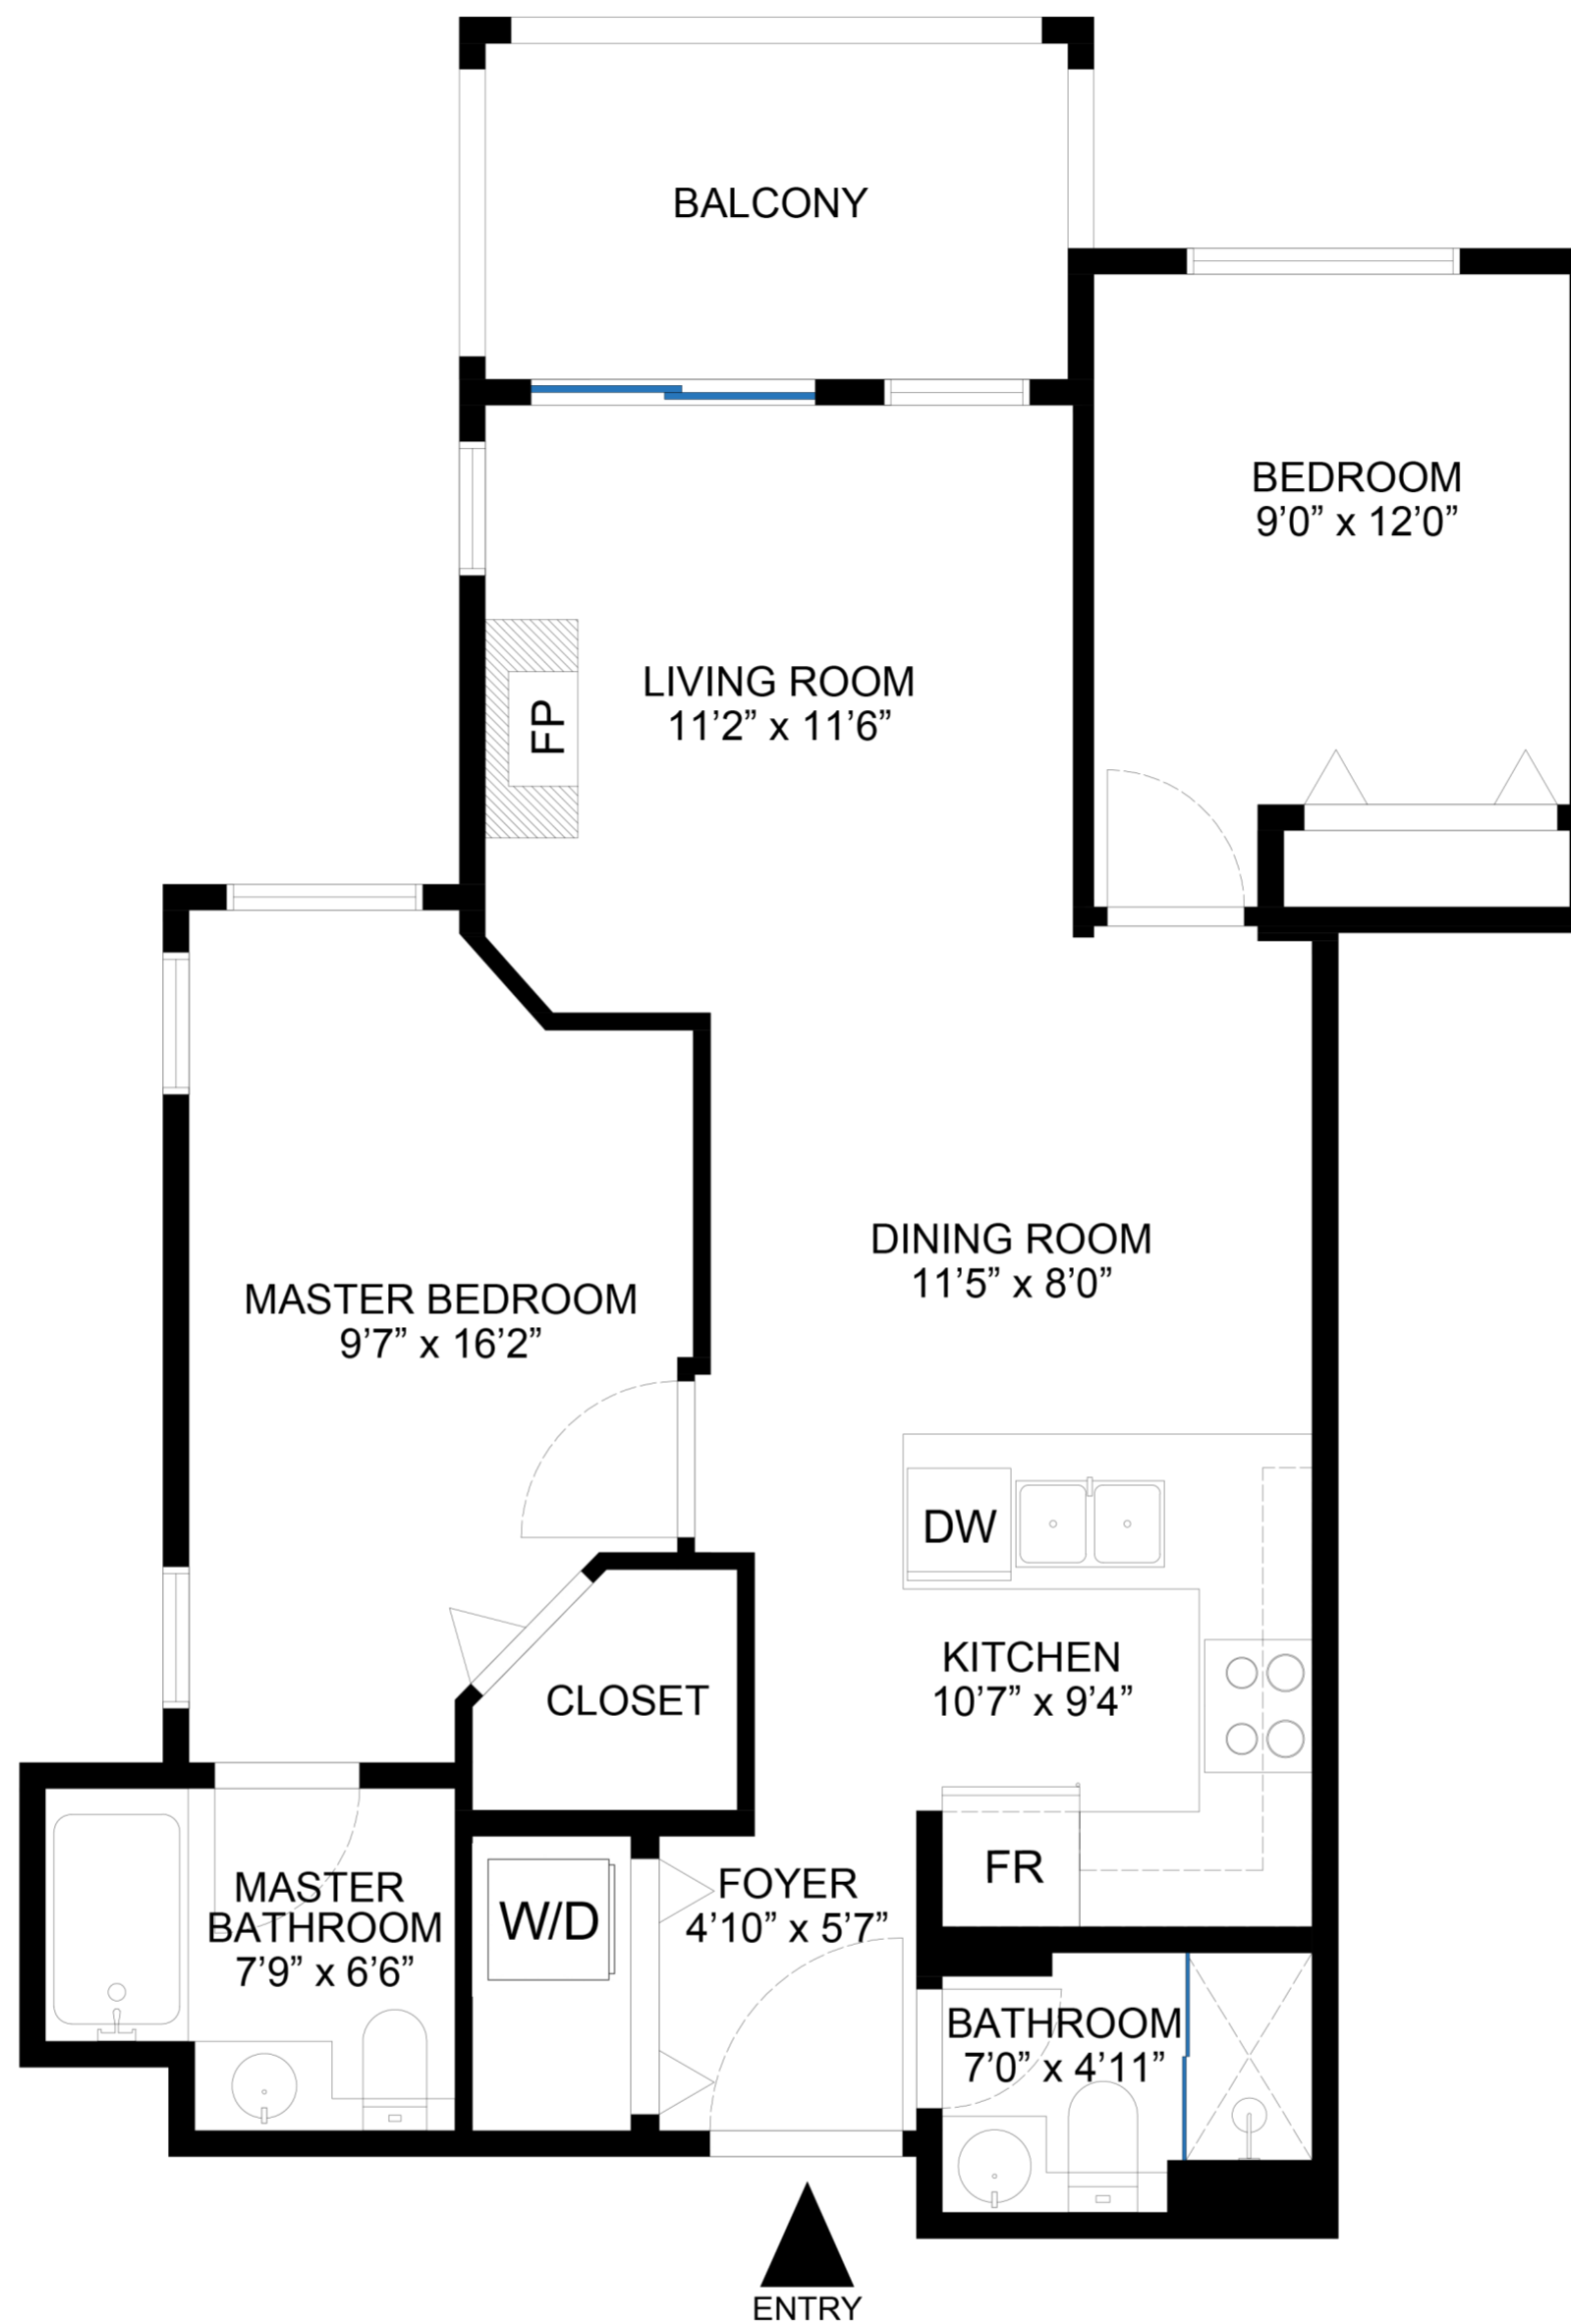 BALCONY
BEDROOM
9’0” x 12’0”
LIVING ROOM
11’2” x 11’6”
FP
DINING ROOM
11’5” x 8’0”
MASTER BEDROOM
9’7” x 16’2”
DW
KITCHEN
10’7” x 9’4”
CLOSET
FR
MASTER
BATHROOM
7’9” x 6’6”
W/D
FOYER
4’10” x 5’7”
BATHROOM
7’0” x 4’11”
ENTRY